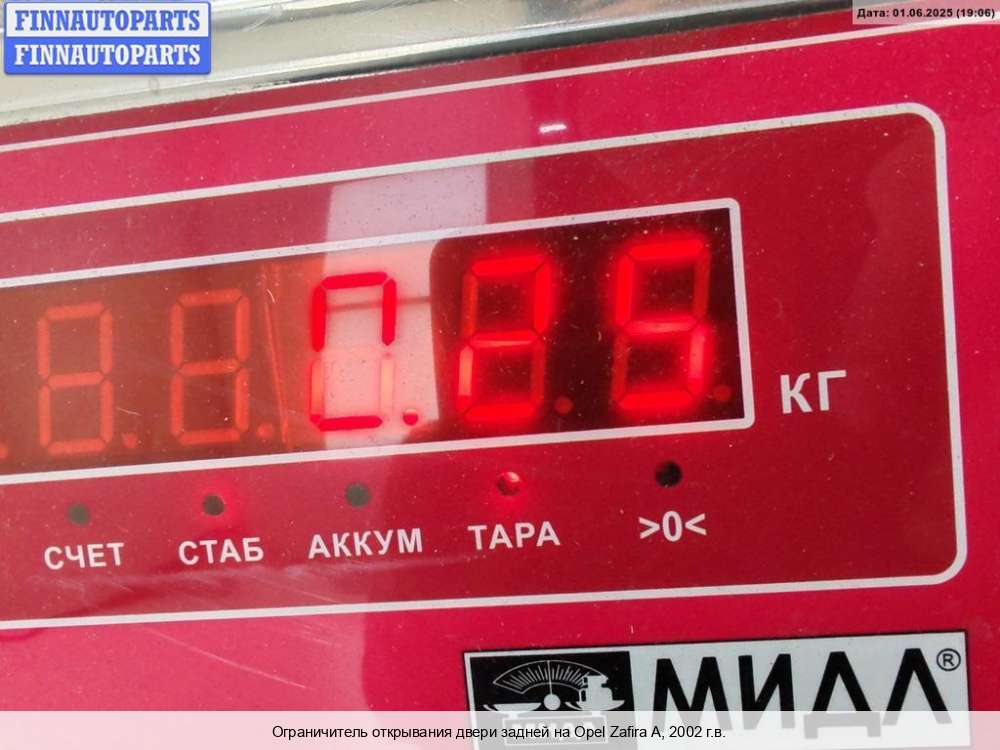 FINNAUTOPARTS
FINNAUTOPARTS
Дата: 01.06.2025 (19:06)
0.25
КГ
СЧЕТ СТАБ АККУМ ТАРА >0<
МИДЛ®
Ограничитель открывания двери задней на Opel Zafira A, 2002 г.в.